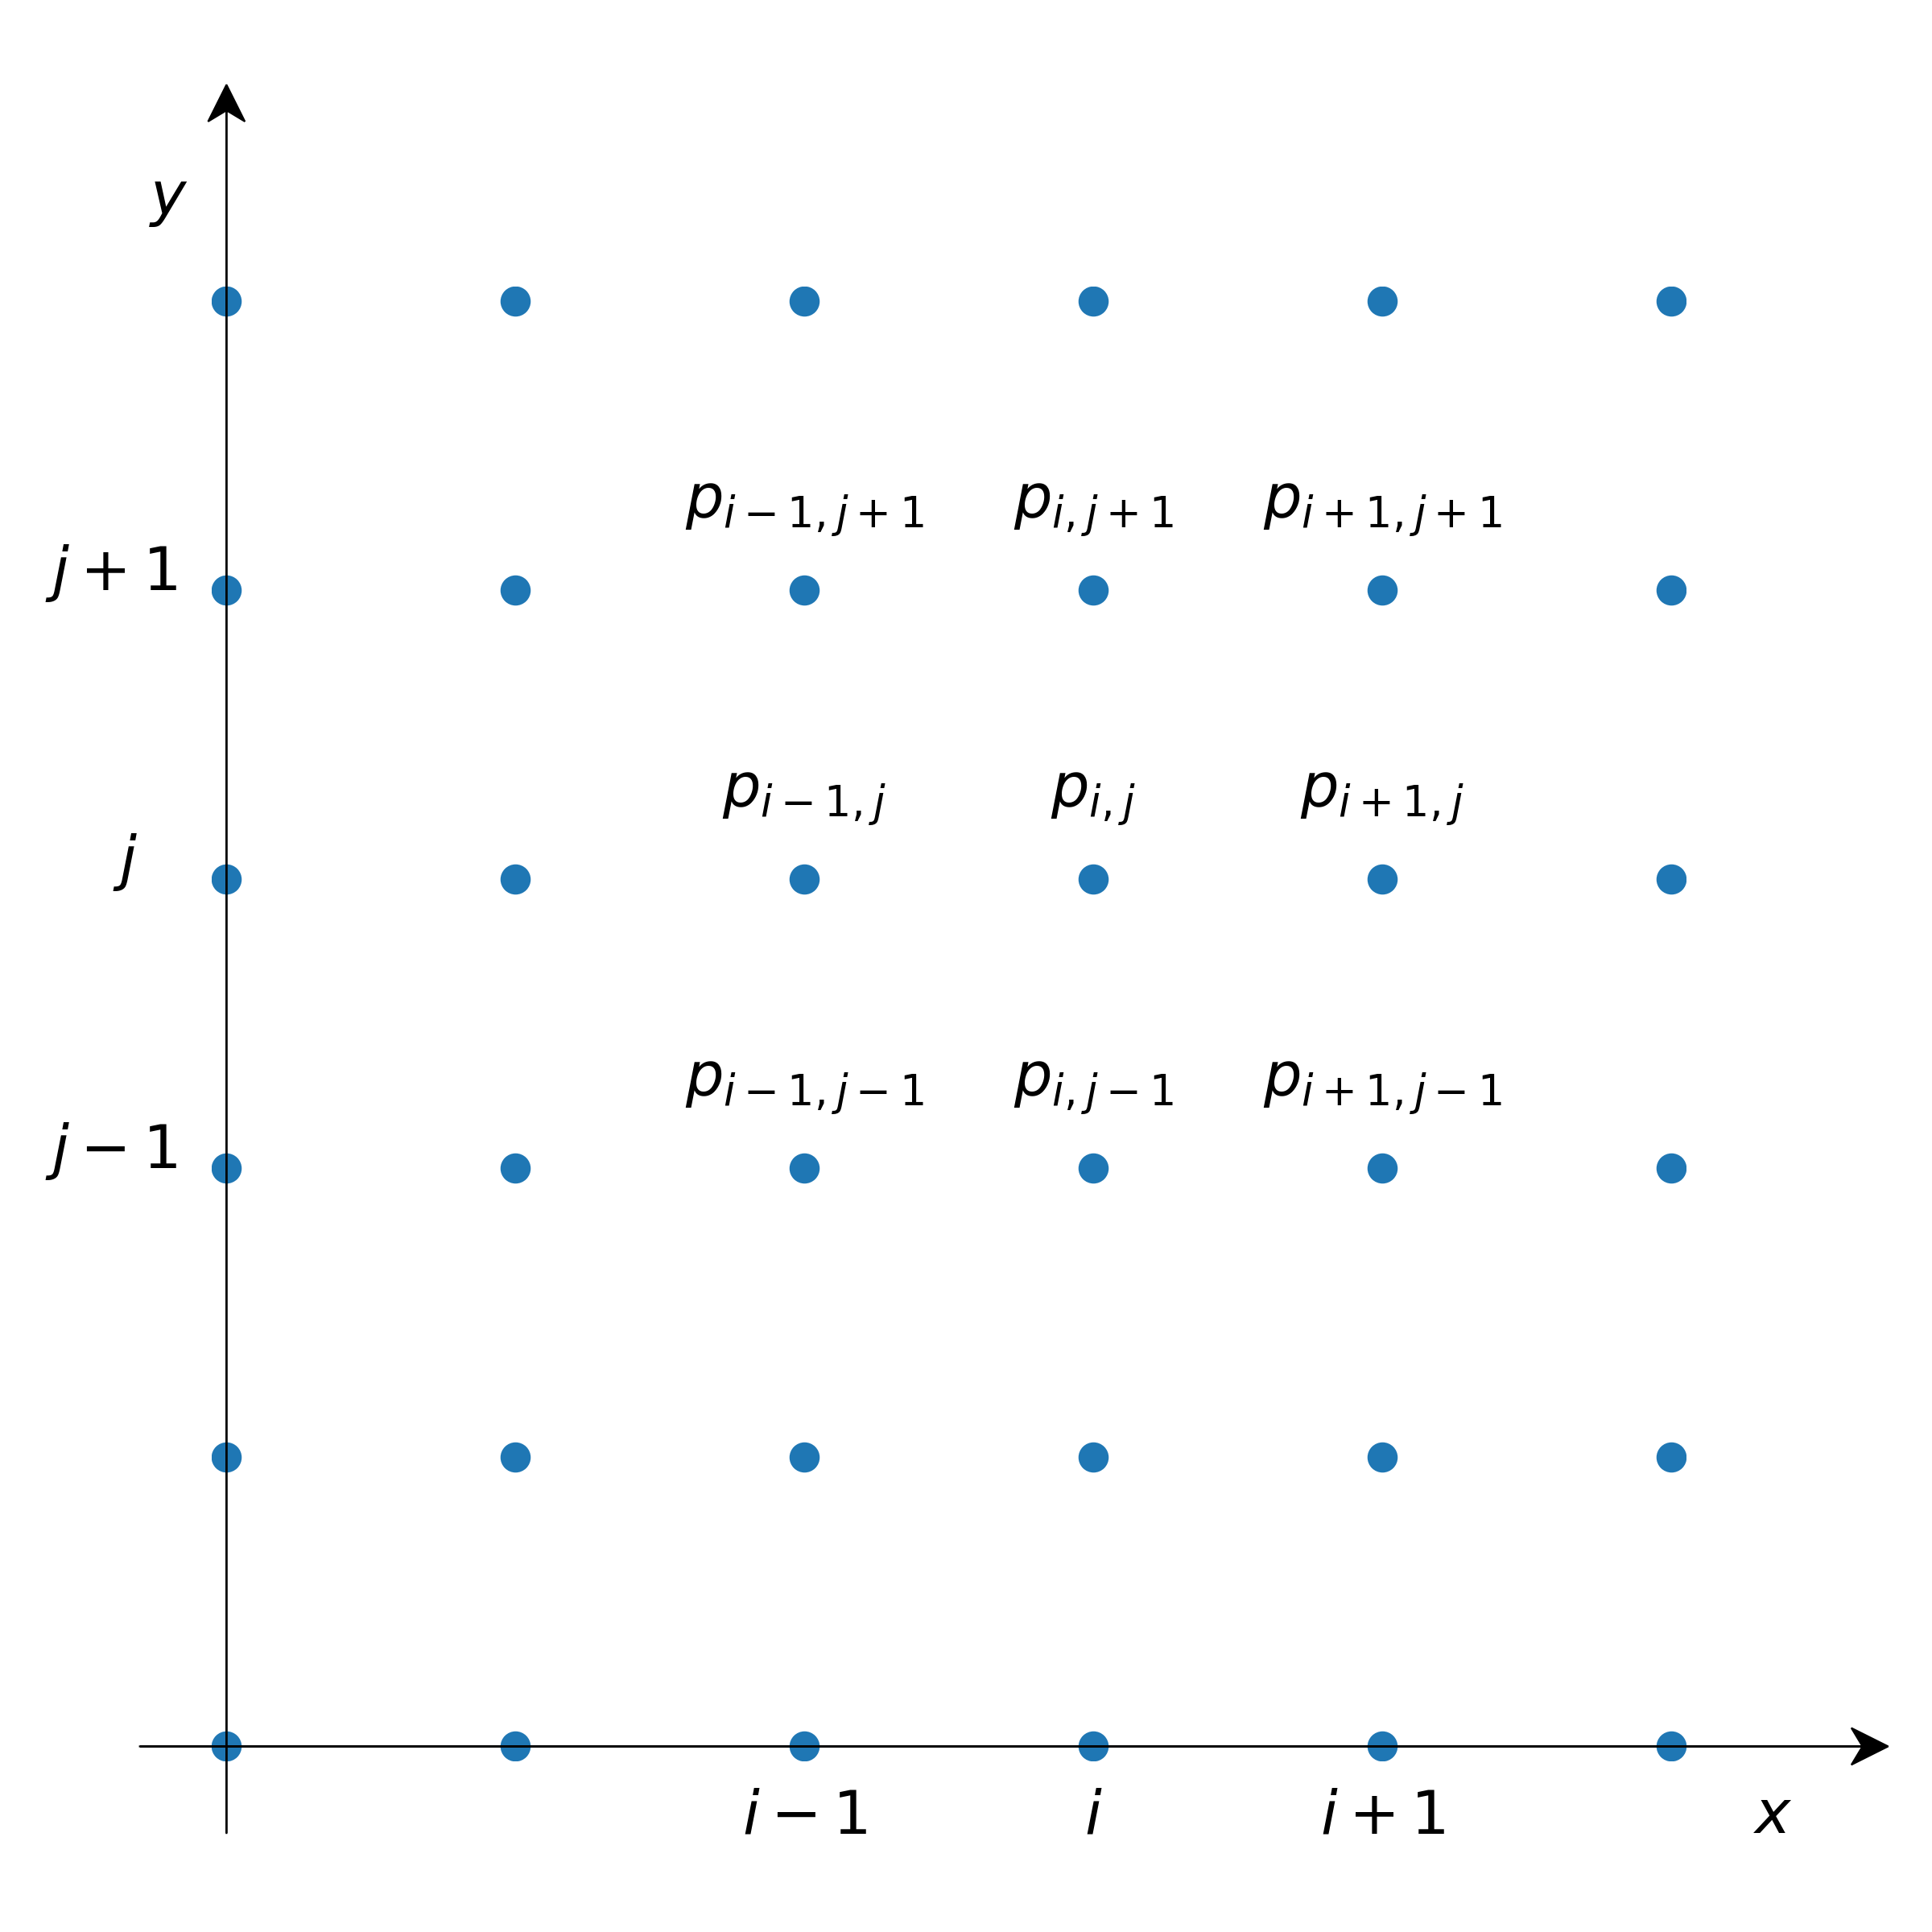 y
p_{i-1,j+1} p_{i,j+1} p_{i+1,j+1}
j + 1
p_{i-1,j} p_{i,j} p_{i+1,j}
j
p_{i-1,j-1} p_{i,j-1} p_{i+1,j-1}
j − 1
i − 1 i i + 1 x